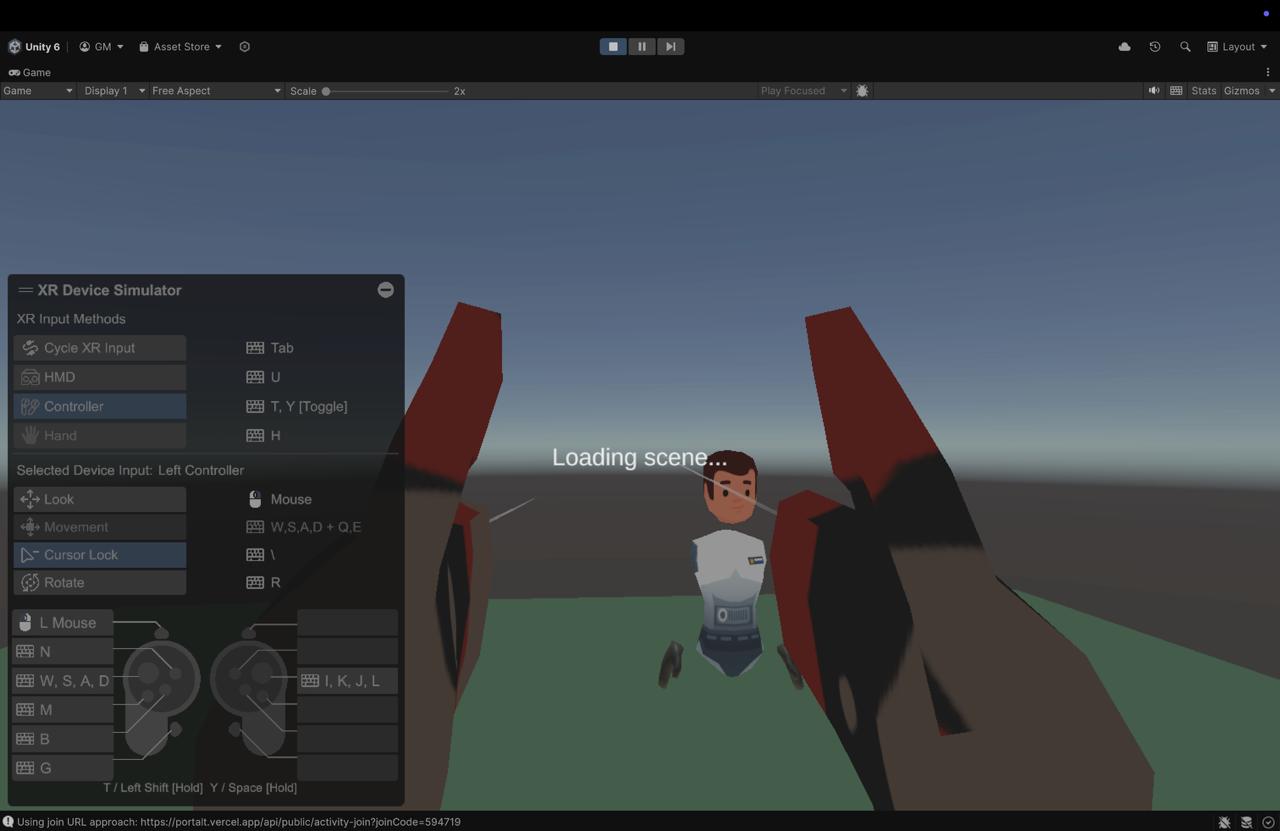 Unity 6 GM Asset Store Layout
Game
Game Display 1 Free Aspect Scale 2x Play Focused Stats Gizmos
XR Device Simulator
XR Input Methods
Cycle XR Input Tab
HMD U
Controller T, Y [Toggle]
Hand H
Loading scene...
Selected Device Input: Left Controller
Look Mouse
Movement W,S,A,D + Q,E
Cursor Lock \
Rotate R
L Mouse
N
W, S, A, D I, K, J, L
M
B
G
T / Left Shift [Hold] Y / Space [Hold]
Using join URL approach: https://portalt.vercel.app/api/public/activity-join?joinCode=594719